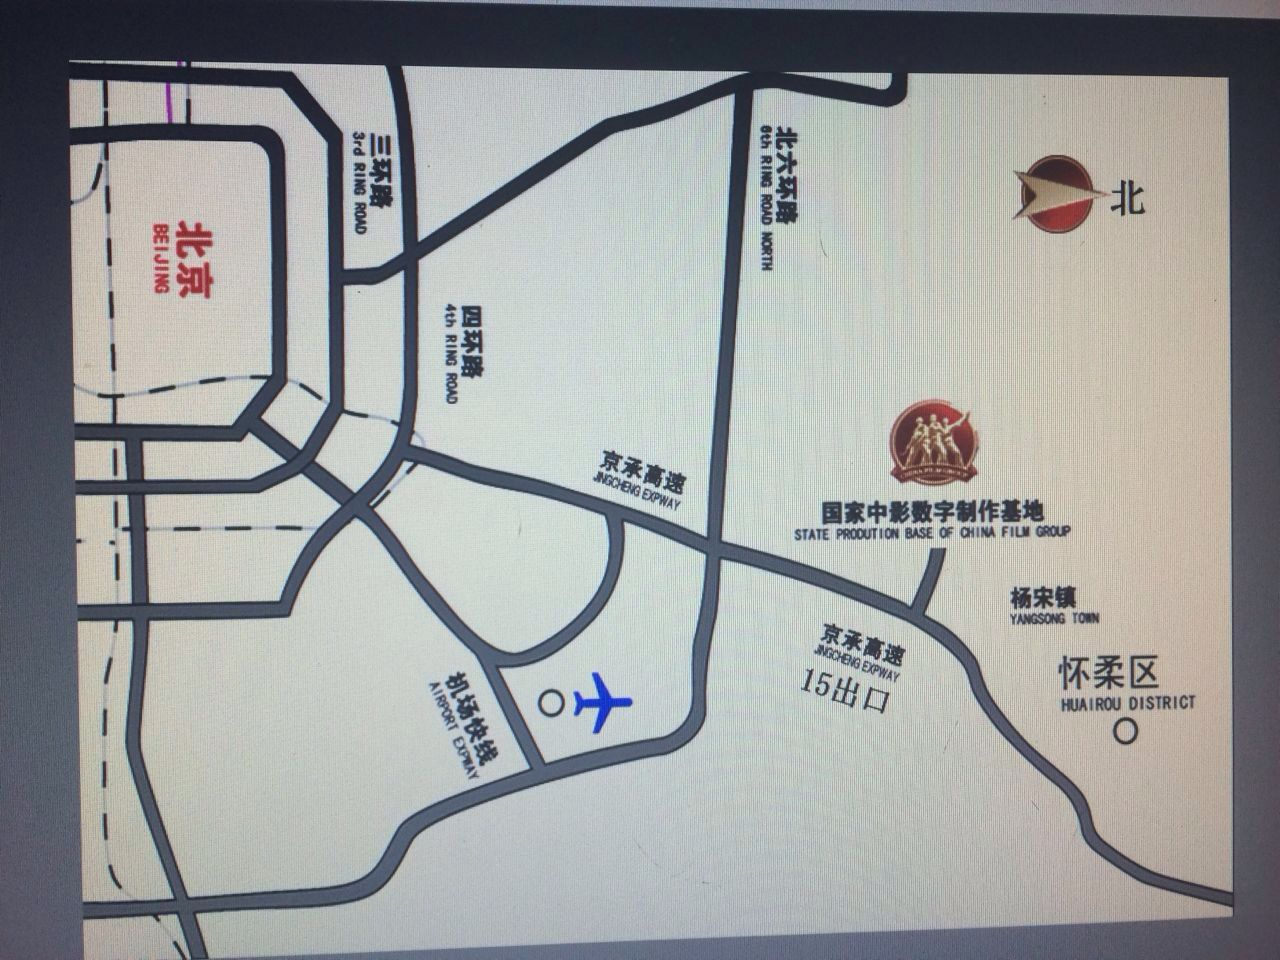 三环路
3rd RING ROAD
北六环路
6th RING ROAD NORTH
北
北京
BEIJING
四环路
4th RING ROAD
京承高速
JINGCHENG EXPWAY
国家中影数字制作基地
STATE PRODUTION BASE OF CHINA FILM GROUP
杨宋镇
YANGSONG TOWN
京承高速
JINGCHENG EXPWAY
15出口
怀柔区
HUAIROU DISTRICT
机场快线
AIRPORT EXPWAY